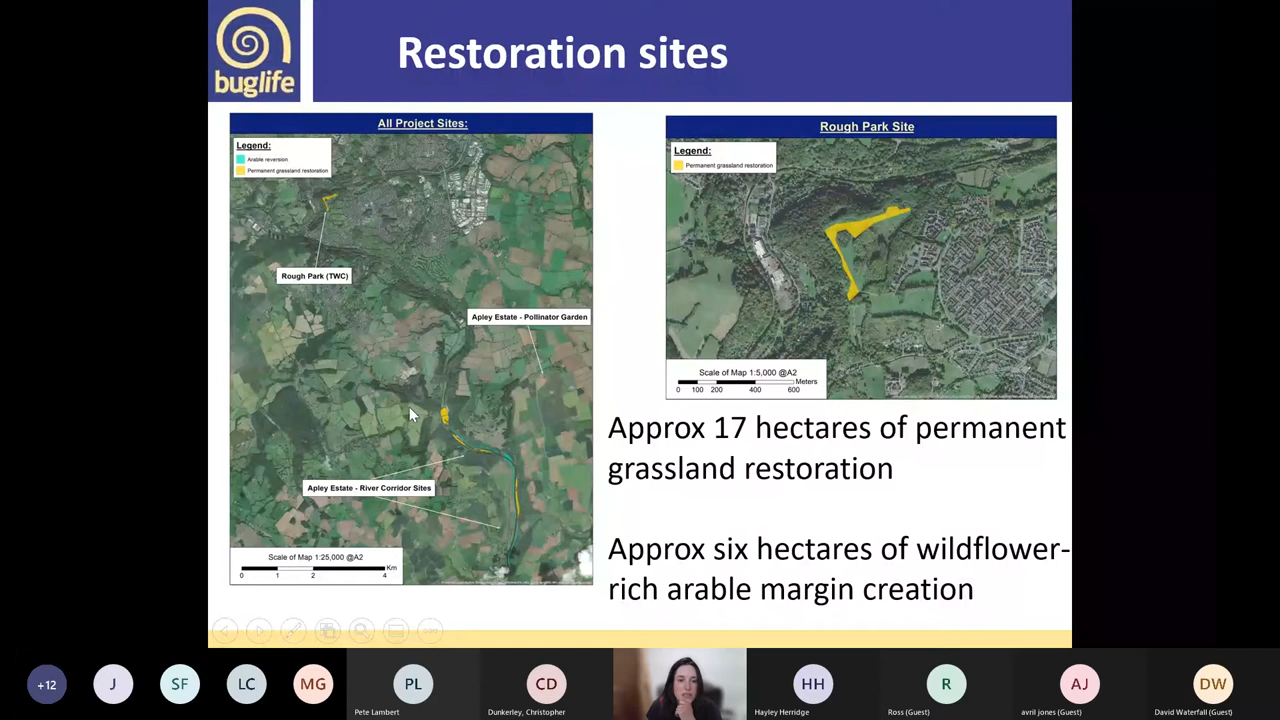 buglife
Restoration sites
All Project Sites:
Legend:
Arable reversion
Permanent grassland restoration
Rough Park (TWC)
Apley Estate - Pollinator Garden
Apley Estate - River Corridor Sites
Scale of Map 1:25,000 @A2
Km
0 1 2 4
Rough Park Site
Legend:
Permanent grassland restoration
Scale of Map 1:5,000 @A2
Meters
0 100 200 400 600
Approx 17 hectares of permanent
grassland restoration
Approx six hectares of wildflower-
rich arable margin creation
+12
J
SF
LC
MG
PL
Pete Lambert
CD
Dunkerley, Christopher
HH
Hayley Herridge
R
Ross (Guest)
AJ
avril jones (Guest)
DW
David Waterfall (Guest)